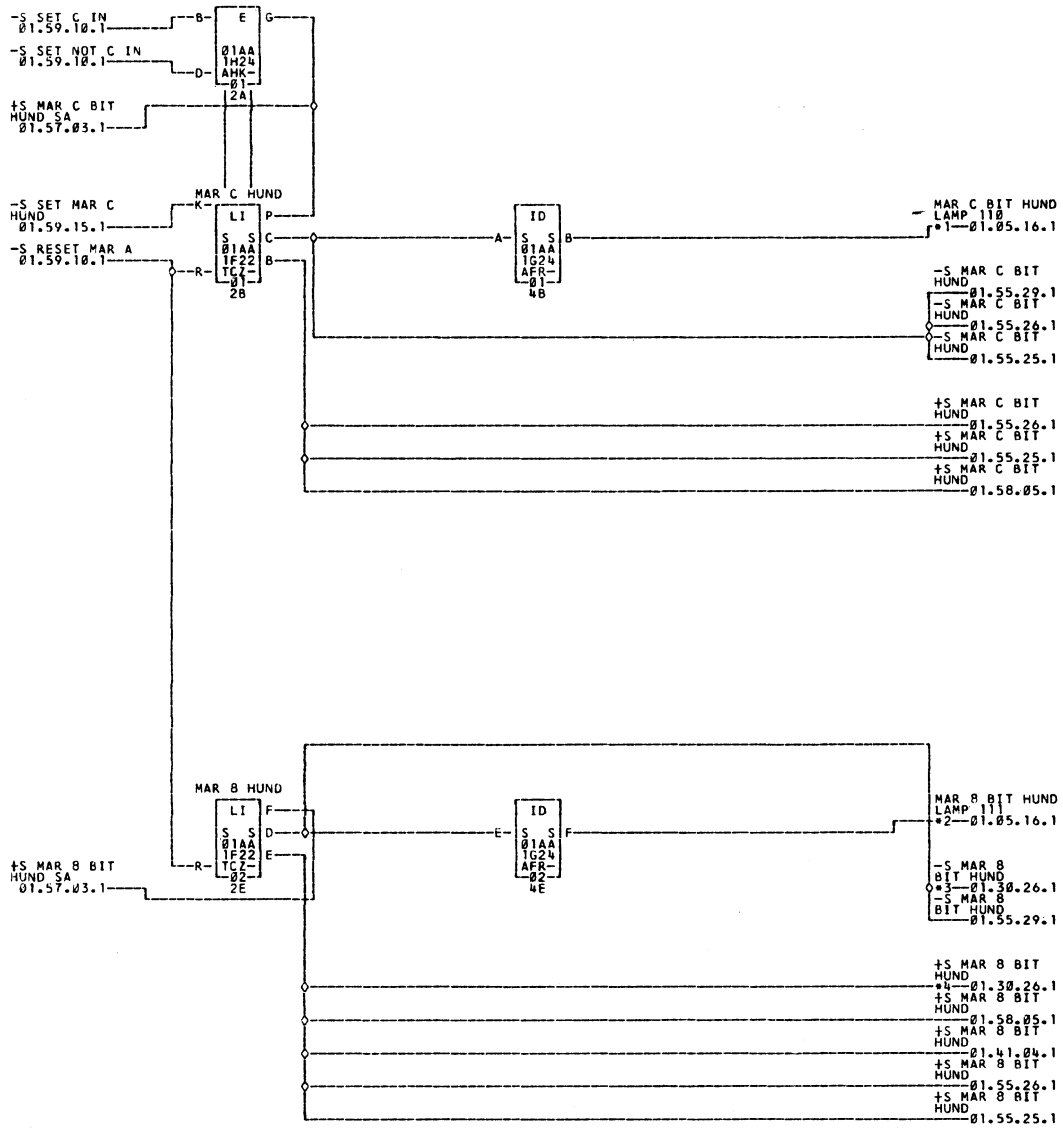 -S SET C IN
01.59.10.1
B E G
-S SET NOT C IN
01.59.10.1
01AA
1H24
D AHK-
01
2A
+S MAR C BIT
HUND SA
01.57.03.1
MAR C HUND
-S SET MAR C
HUND
01.59.15.1
K LI P
-S RESET MAR A
01.59.10.1
S S C
01AA
1F22 B
R TCZ-
01
2B
ID
A S S B
01AA
1G24
AFR-
01
4B
MAR C BIT HUND
LAMP 110
*1-01.05.16.1
-S MAR C BIT
HUND
01.55.29.1
-S MAR C BIT
HUND
01.55.26.1
-S MAR C BIT
HUND
01.55.25.1
+S MAR C BIT
HUND
01.55.26.1
+S MAR C BIT
HUND
01.55.25.1
+S MAR C BIT
HUND
01.58.05.1
MAR 8 HUND
LI F
S S D
01AA
1F22 E
R TCZ-
02
2E
+S MAR 8 BIT
HUND SA
01.57.03.1
ID
E S S F
01AA
1G24
AFR-
02
4E
MAR 8 BIT HUND
LAMP 111
*2-01.05.16.1
-S MAR 8
BIT HUND
*3-01.30.26.1
-S MAR 8
BIT HUND
01.55.29.1
+S MAR 8 BIT
HUND
*4-01.30.26.1
+S MAR 8 BIT
HUND
01.58.05.1
+S MAR 8 BIT
HUND
01.41.04.1
+S MAR 8 BIT
HUND
01.55.26.1
+S MAR 8 BIT
HUND
01.55.25.1